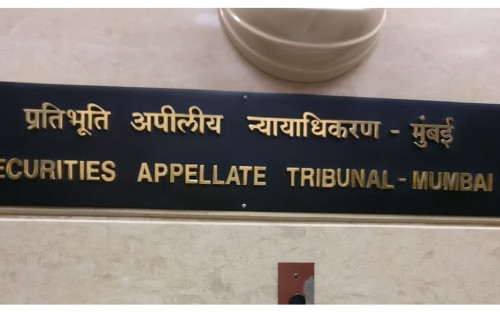 प्रतिभूति अपीलीय न्यायाधिकरण - मुंबई
ECURITIES APPELLATE TRIBUNAL - MUMBAI